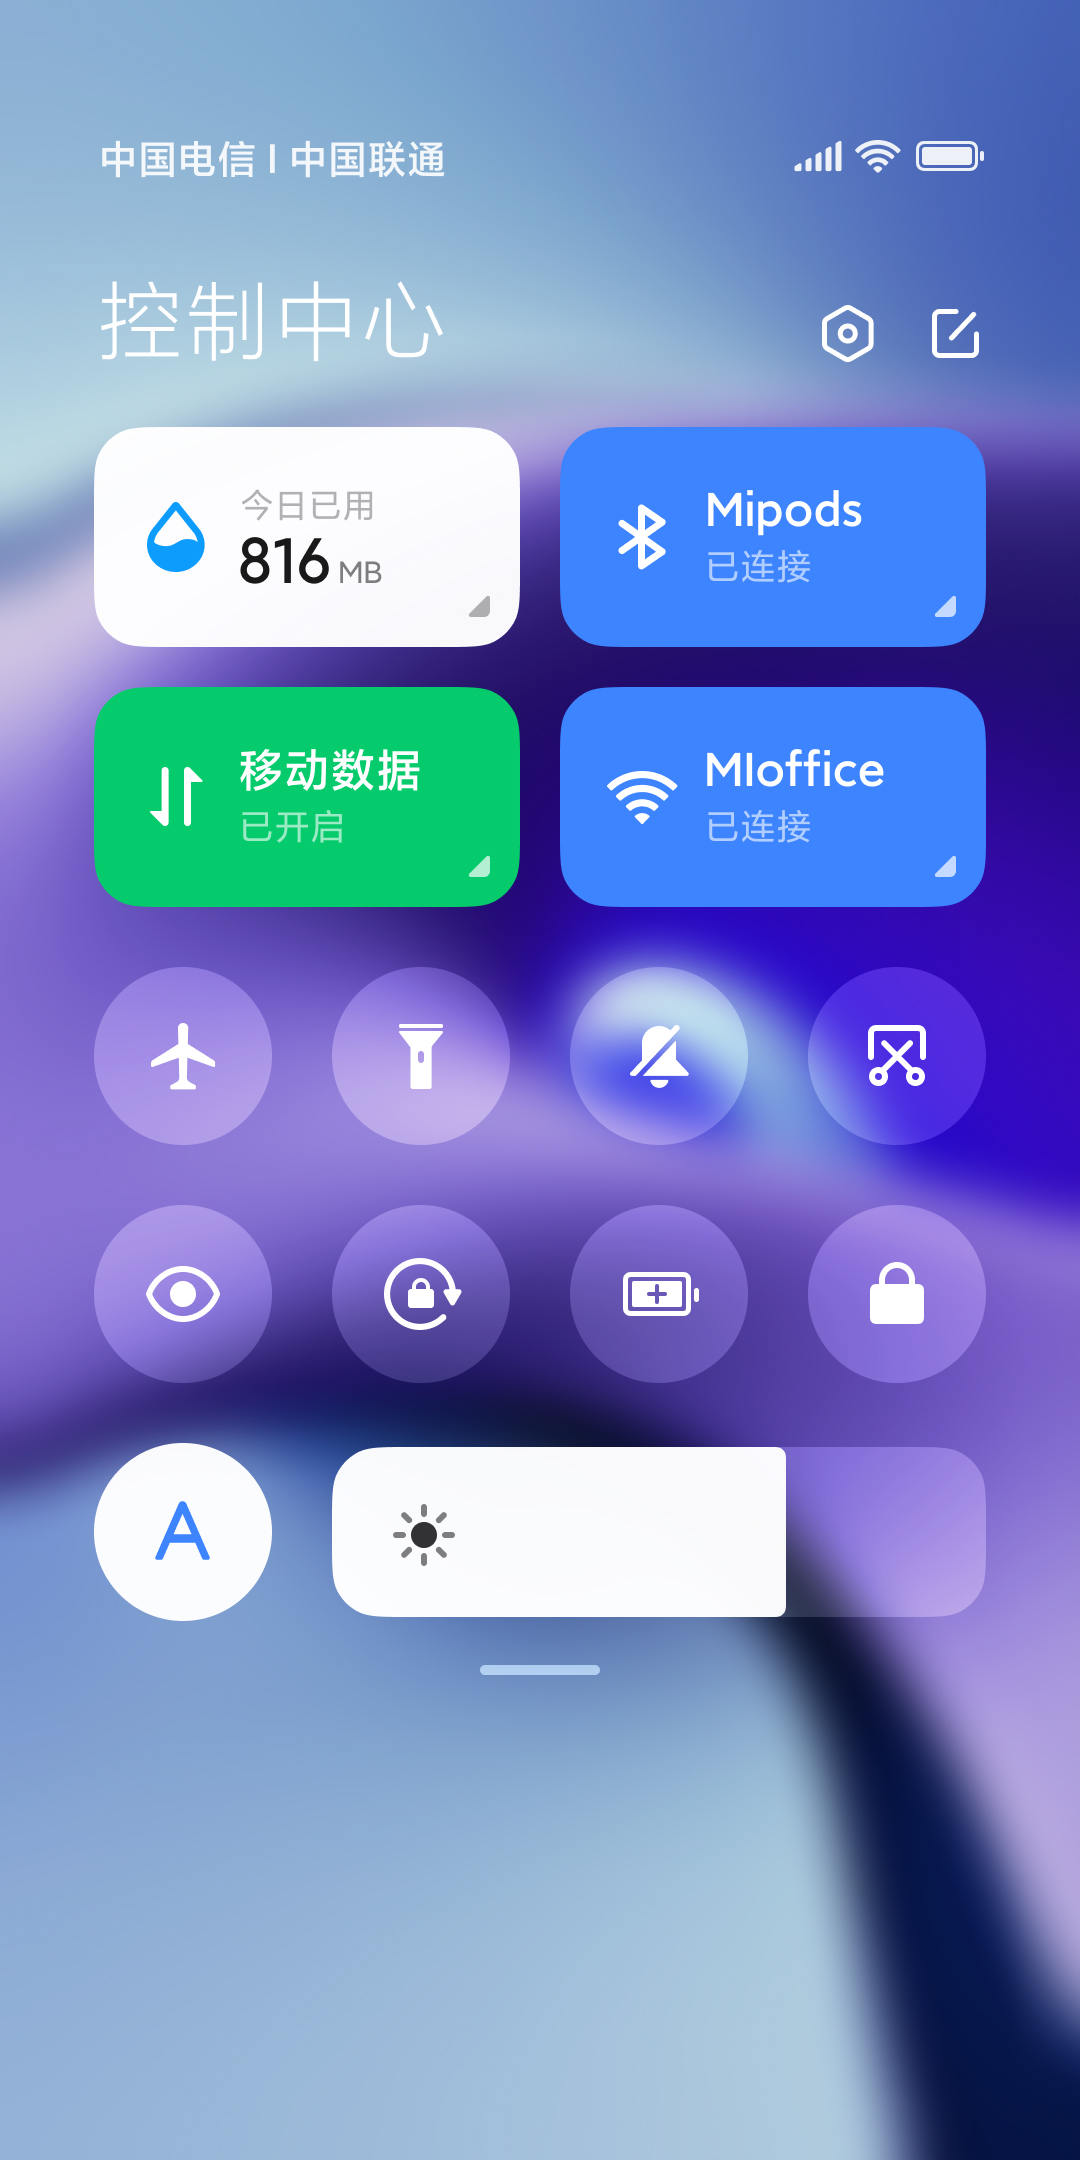 中国电信 | 中国联通
控制中心
今日已用
816 MB
Mipods
已连接
移动数据
已开启
MIoffice
已连接
A